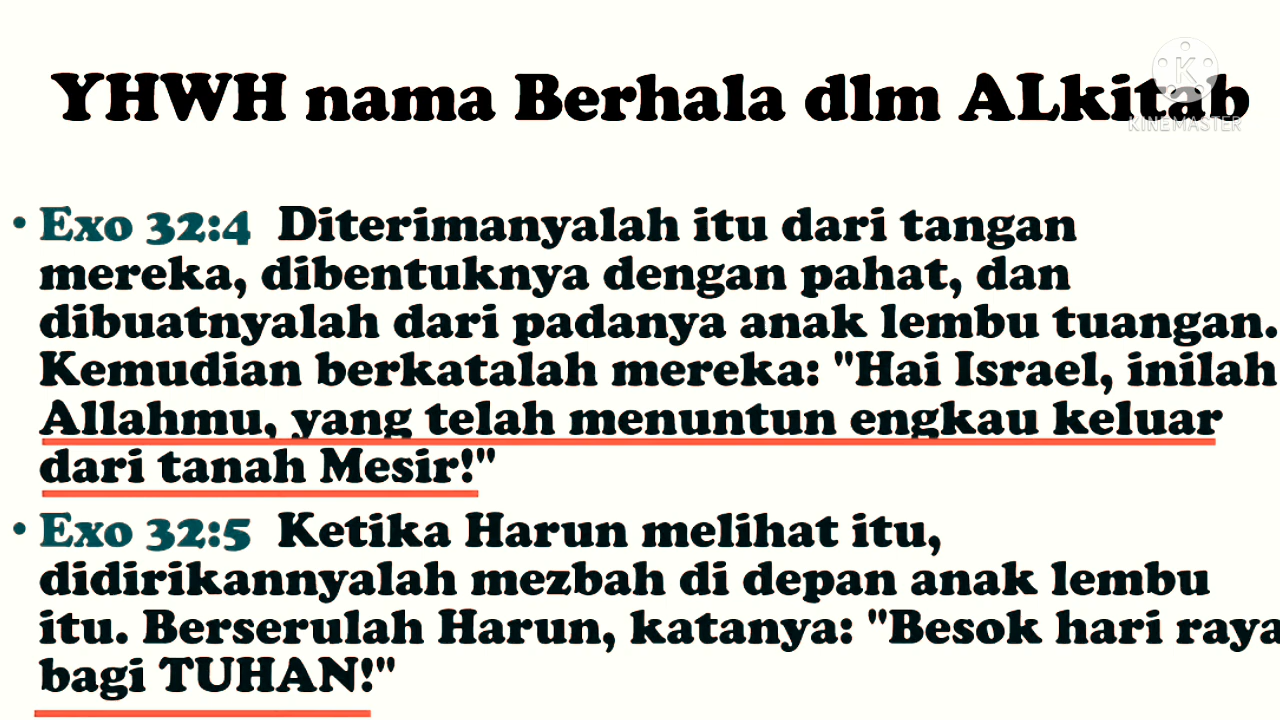 YHWH nama Berhala dlm ALkitab
KINEMASTER
• Exo 32:4 Diterimanyalah itu dari tangan
mereka, dibentuknya dengan pahat, dan
dibuatnyalah dari padanya anak lembu tuangan.
Kemudian berkatalah mereka: "Hai Israel, inilah
Allahmu, yang telah menuntun engkau keluar
dari tanah Mesir!"
• Exo 32:5 Ketika Harun melihat itu,
didirikannyalah mezbah di depan anak lembu
itu. Berserulah Harun, katanya: "Besok hari raya
bagi TUHAN!"